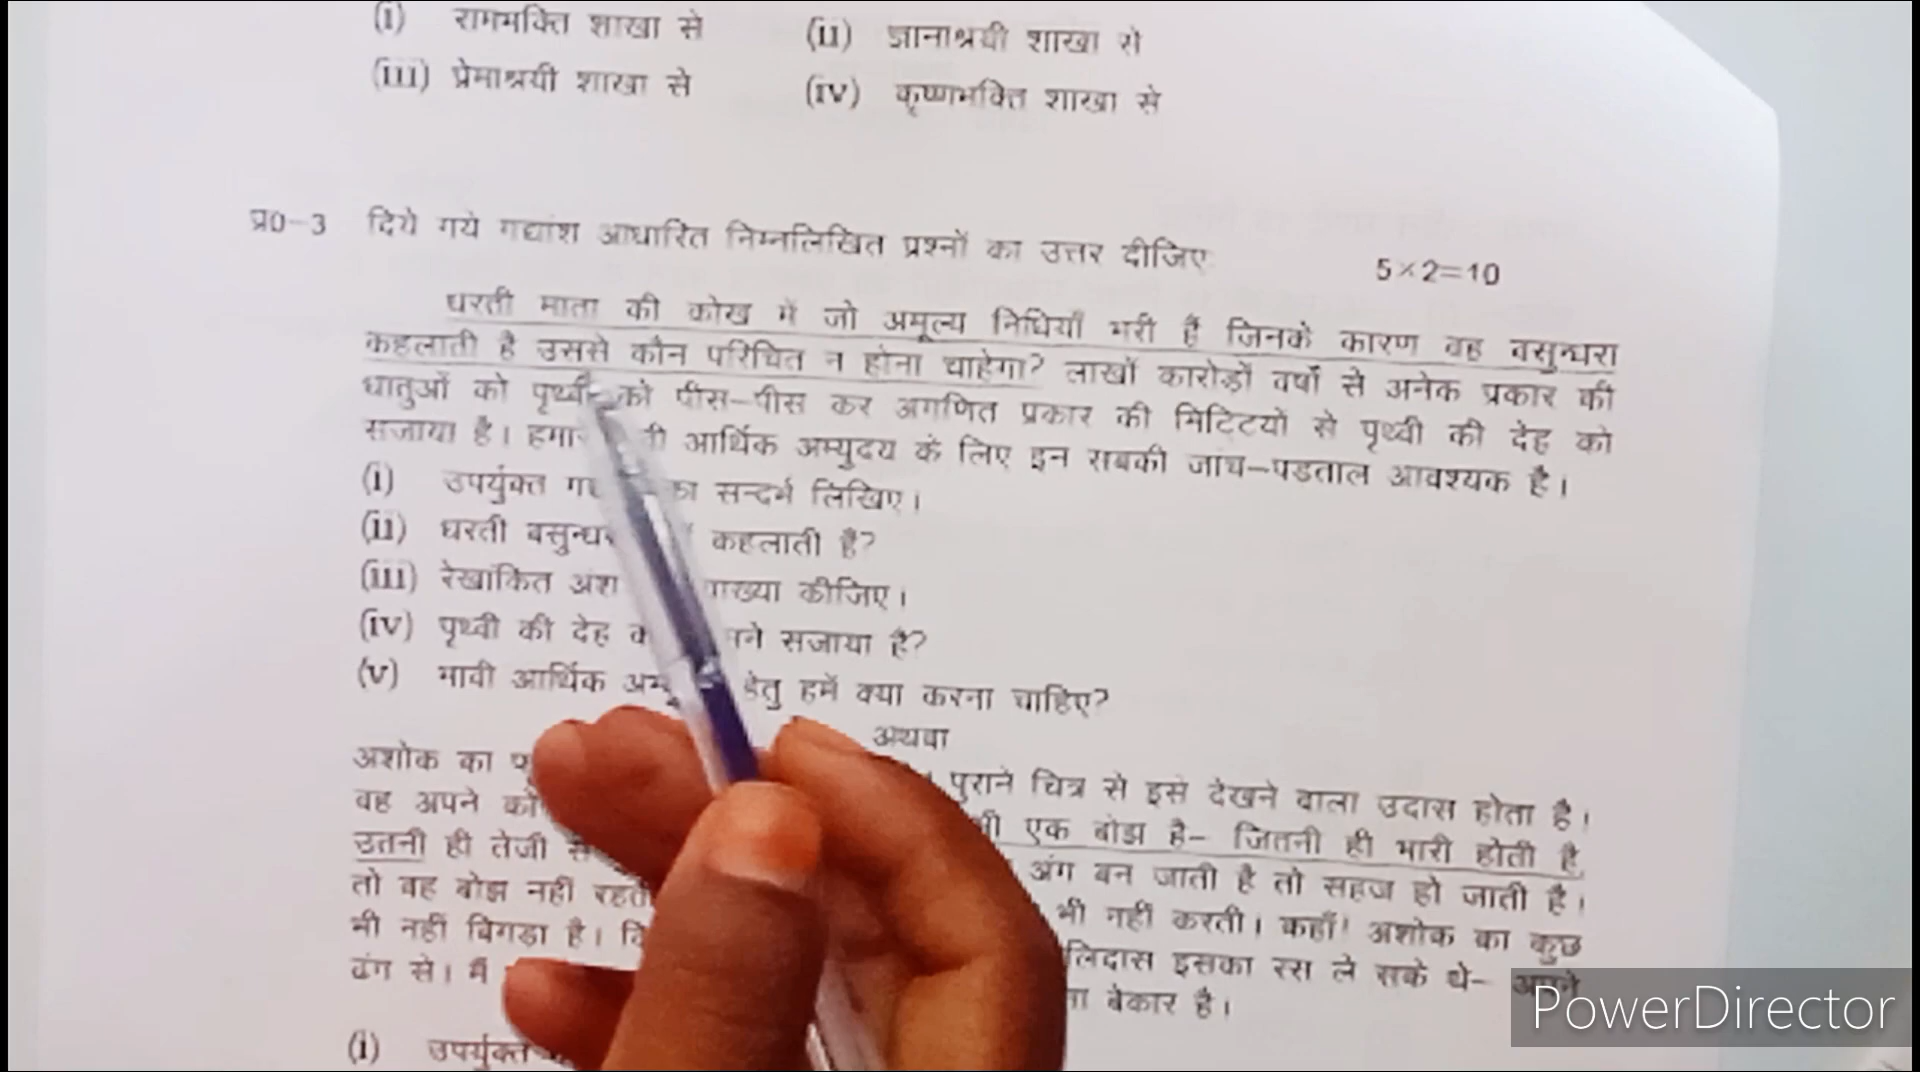 (i) रामभक्ति शाखा से (ii) ज्ञानाश्रयी शाखा से
(iii) प्रेमाश्रयी शाखा से (iv) कृष्णभक्ति शाखा से
प्र0-3 दिये गये गद्यांश आधारित निम्नलिखित प्रश्नों का उत्तर दीजिए 5×2=10
धरती माता की कोख में जो अमूल्य निधियाँ भरी हैं जिनके कारण वह वसुन्धरा
कहलाती है उससे कौन परिचित न होना चाहेगा? लाखों कारोड़ों वर्षों से अनेक प्रकार की
धातुओं को पृथ्वी को पीस-पीस कर अगणित प्रकार की मिट्टियों से पृथ्वी की देह को
सजाया है। आर्थिक अभ्युदय के लिए इन सबकी जांच-पडताल आवश्यक है।
(i) उपर्युक्त का सन्दर्भ लिखिए।
(ii) धरती कहलाती है?
(iii) रेखांकित अंश कीजिए।
(iv) पृथ्वी की देह सजाया है?
(v) भावी आर्थिक हेतु हमें क्या करना चाहिए?
अथवा
अशोक का पुराने चित्र से इसे देखने वाला उदास होता है।
वह अपने एक बोझ है- जितनी ही भारी होती है
उतनी ही तेजी अंग बन जाती है तो सहज हो जाती है।
तो वह बोझ नहीं भी नहीं करती। कहाँ! अशोक का कुछ
भी नहीं बिगडा है। इसका रस ले सके थे- अपने
ढंग से। मैं बेकार है।
(i) उपर्युक्त
PowerDirector